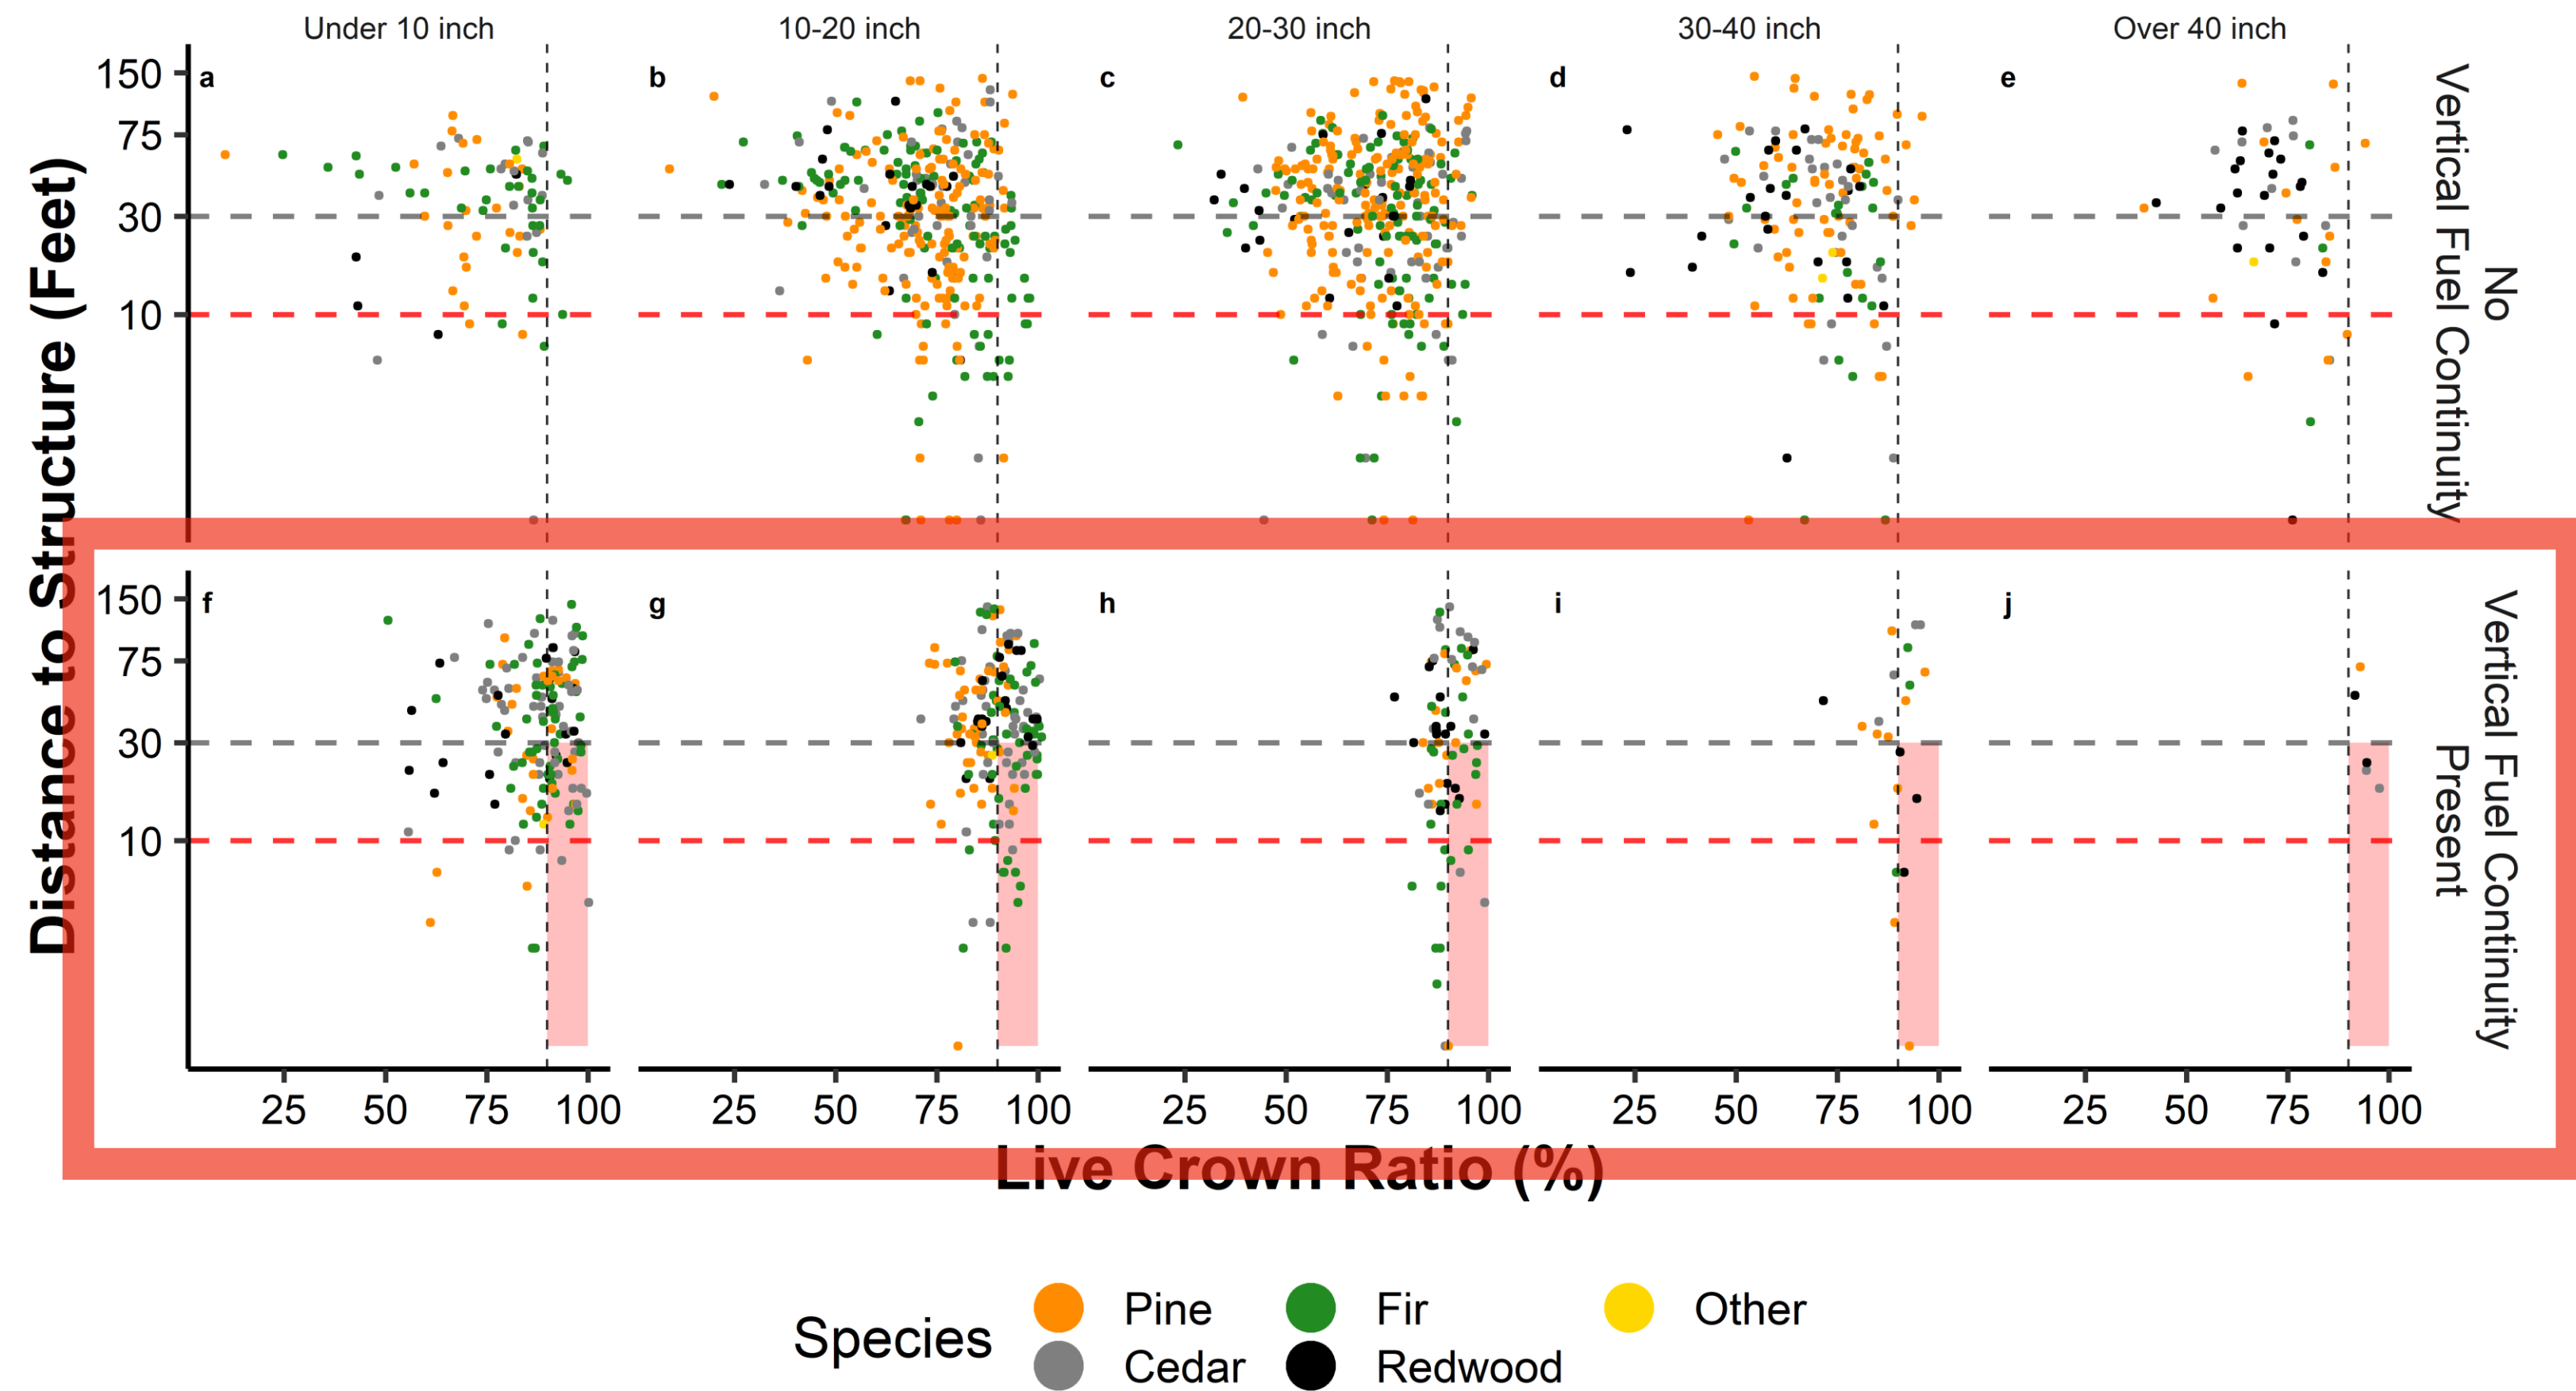 Under 10 inch 10-20 inch 20-30 inch 30-40 inch Over 40 inch
Distance to Structure (Feet)
150
75
30
10
a b c d e
No
Vertical Fuel Continuity
150
75
30
10
f g h i j
Vertical Fuel Continuity
Present
25 50 75 100 25 50 75 100 25 50 75 100 25 50 75 100 25 50 75 100
Live Crown Ratio (%)
Species
Pine Fir Other
Cedar Redwood